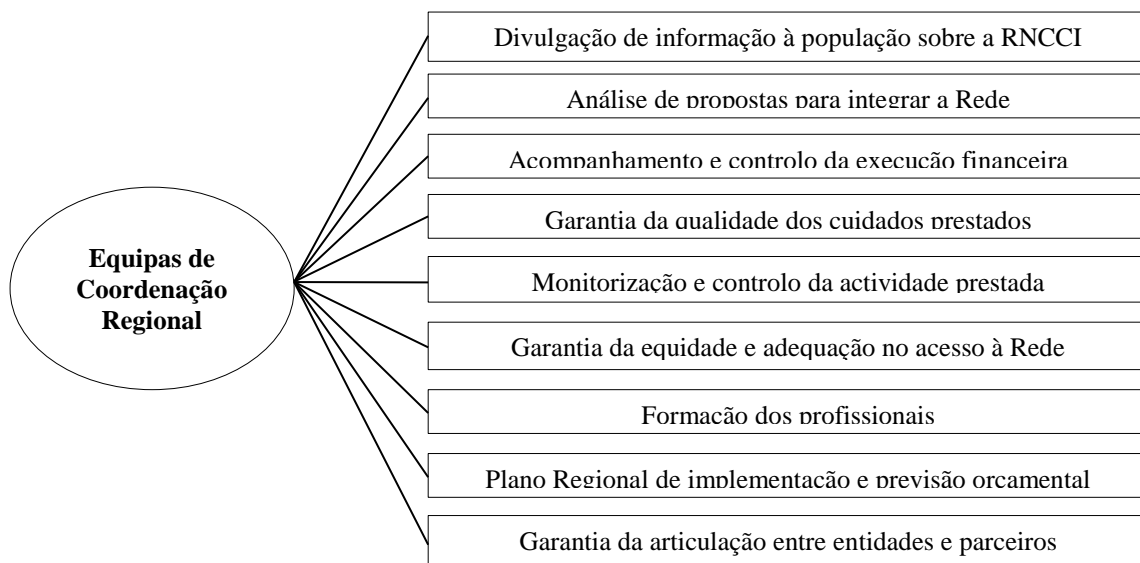 Divulgação de informação à população sobre a RNCCI
Análise de propostas para integrar a Rede
Acompanhamento e controlo da execução financeira
Garantia da qualidade dos cuidados prestados
Equipas de
Coordenação
Regional
Monitorização e controlo da actividade prestada
Garantia da equidade e adequação no acesso à Rede
Formação dos profissionais
Plano Regional de implementação e previsão orçamental
Garantia da articulação entre entidades e parceiros